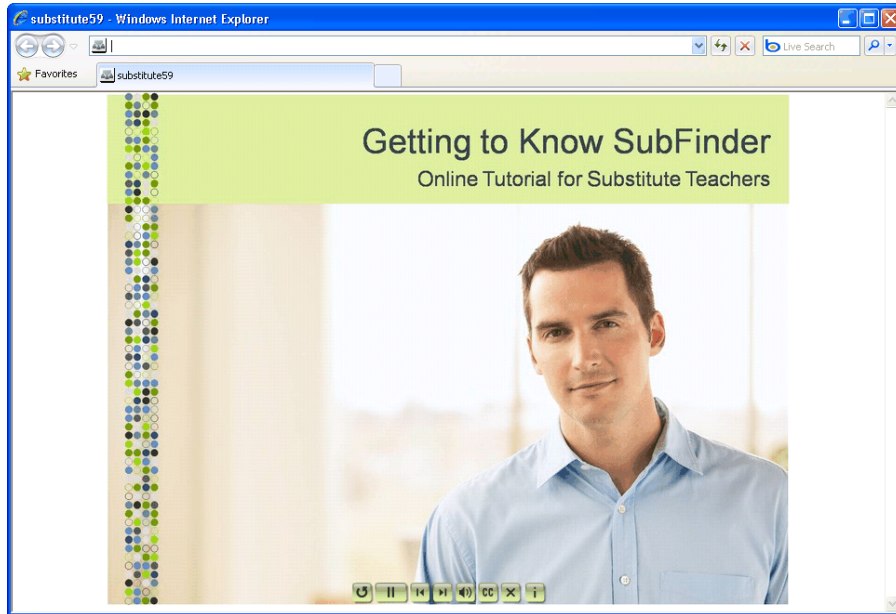 substitute59 - Windows Internet Explorer
Live Search
Favorites
substitute59
Getting to Know SubFinder
Online Tutorial for Substitute Teachers
CC
i